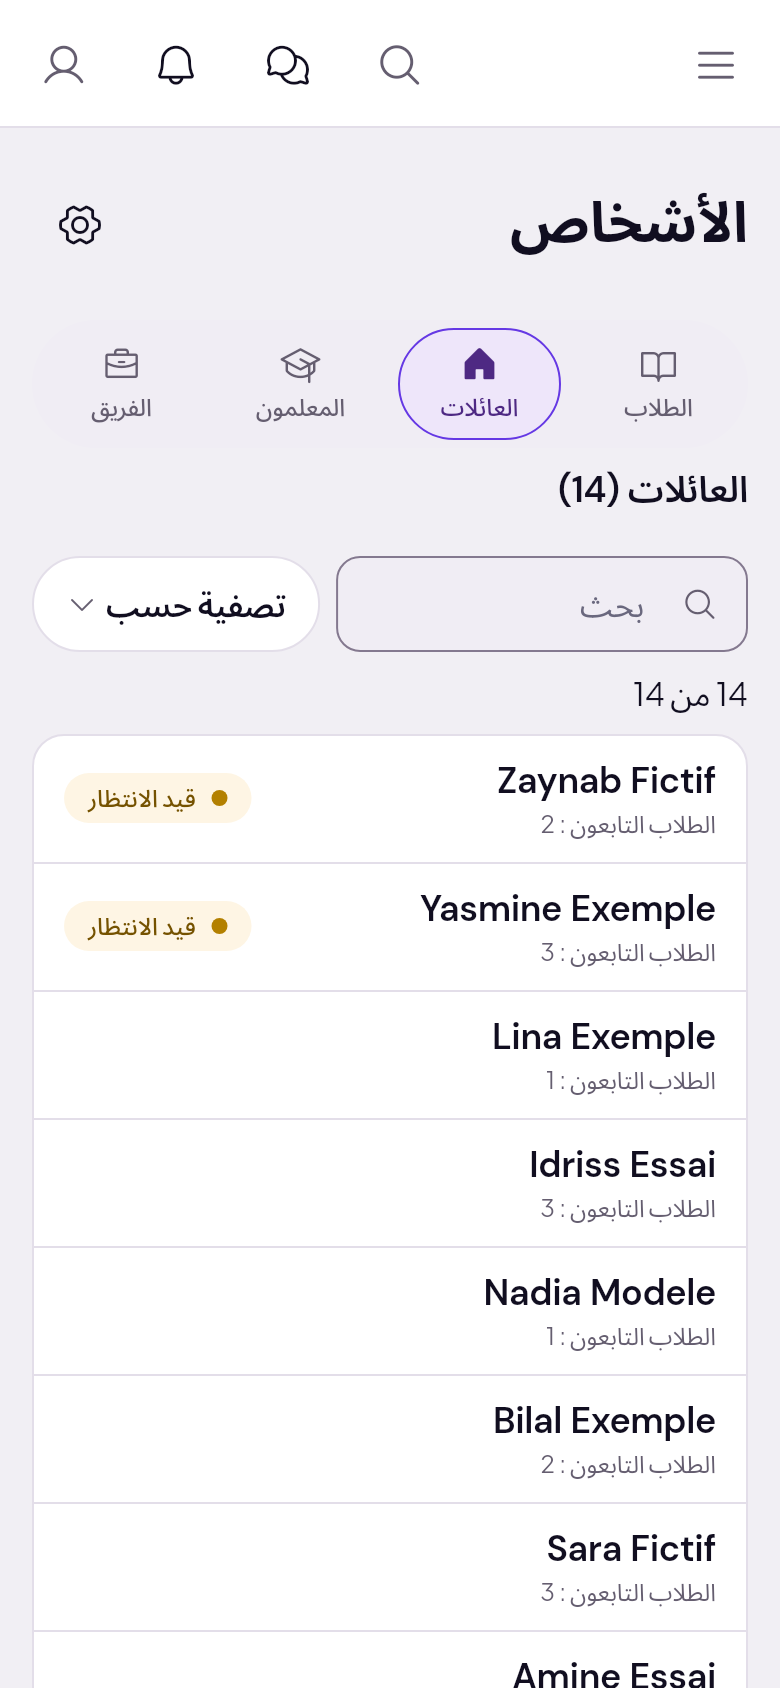 الأشخاص
الطلاب
العائلات
المعلمون
الفريق
العائلات (14)
بحث
تصفية حسب
14 من 14
Zaynab Fictif
قيد الانتظار
الطلاب التابعون : 2
Yasmine Exemple
قيد الانتظار
الطلاب التابعون : 3
Lina Exemple
الطلاب التابعون : 1
Idriss Essai
الطلاب التابعون : 3
Nadia Modele
الطلاب التابعون : 1
Bilal Exemple
الطلاب التابعون : 2
Sara Fictif
الطلاب التابعون : 3
Amine Essai